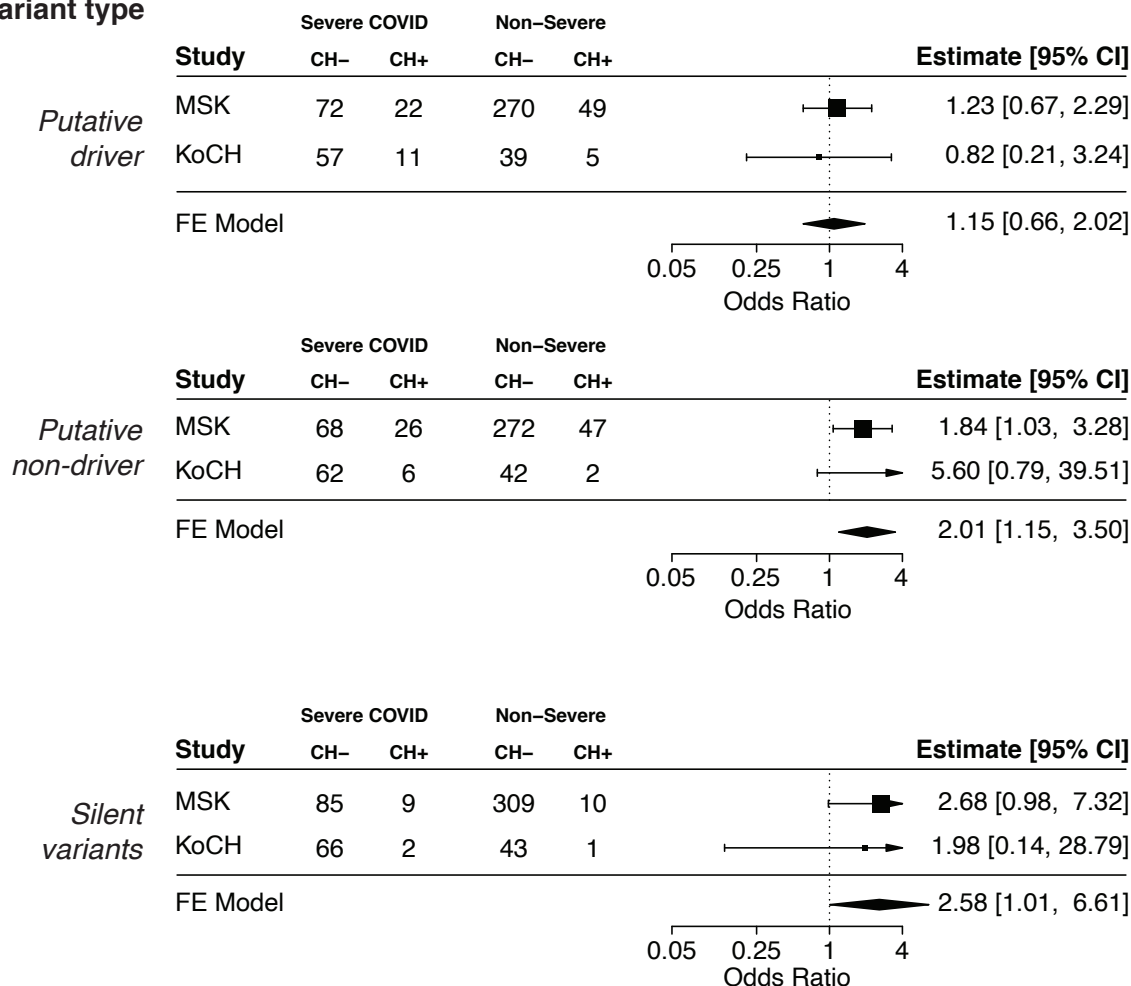 ariant type
Severe COVID Non−Severe
Study CH− CH+ CH− CH+ Estimate [95% CI]
Putative driver
MSK 72 22 270 49 1.23 [0.67, 2.29]
KoCH 57 11 39 5 0.82 [0.21, 3.24]
FE Model 1.15 [0.66, 2.02]
0.05 0.25 1 4
Odds Ratio
Severe COVID Non−Severe
Study CH− CH+ CH− CH+ Estimate [95% CI]
Putative non-driver
MSK 68 26 272 47 1.84 [1.03, 3.28]
KoCH 62 6 42 2 5.60 [0.79, 39.51]
FE Model 2.01 [1.15, 3.50]
0.05 0.25 1 4
Odds Ratio
Severe COVID Non−Severe
Study CH− CH+ CH− CH+ Estimate [95% CI]
Silent variants
MSK 85 9 309 10 2.68 [0.98, 7.32]
KoCH 66 2 43 1 1.98 [0.14, 28.79]
FE Model 2.58 [1.01, 6.61]
0.05 0.25 1 4
Odds Ratio